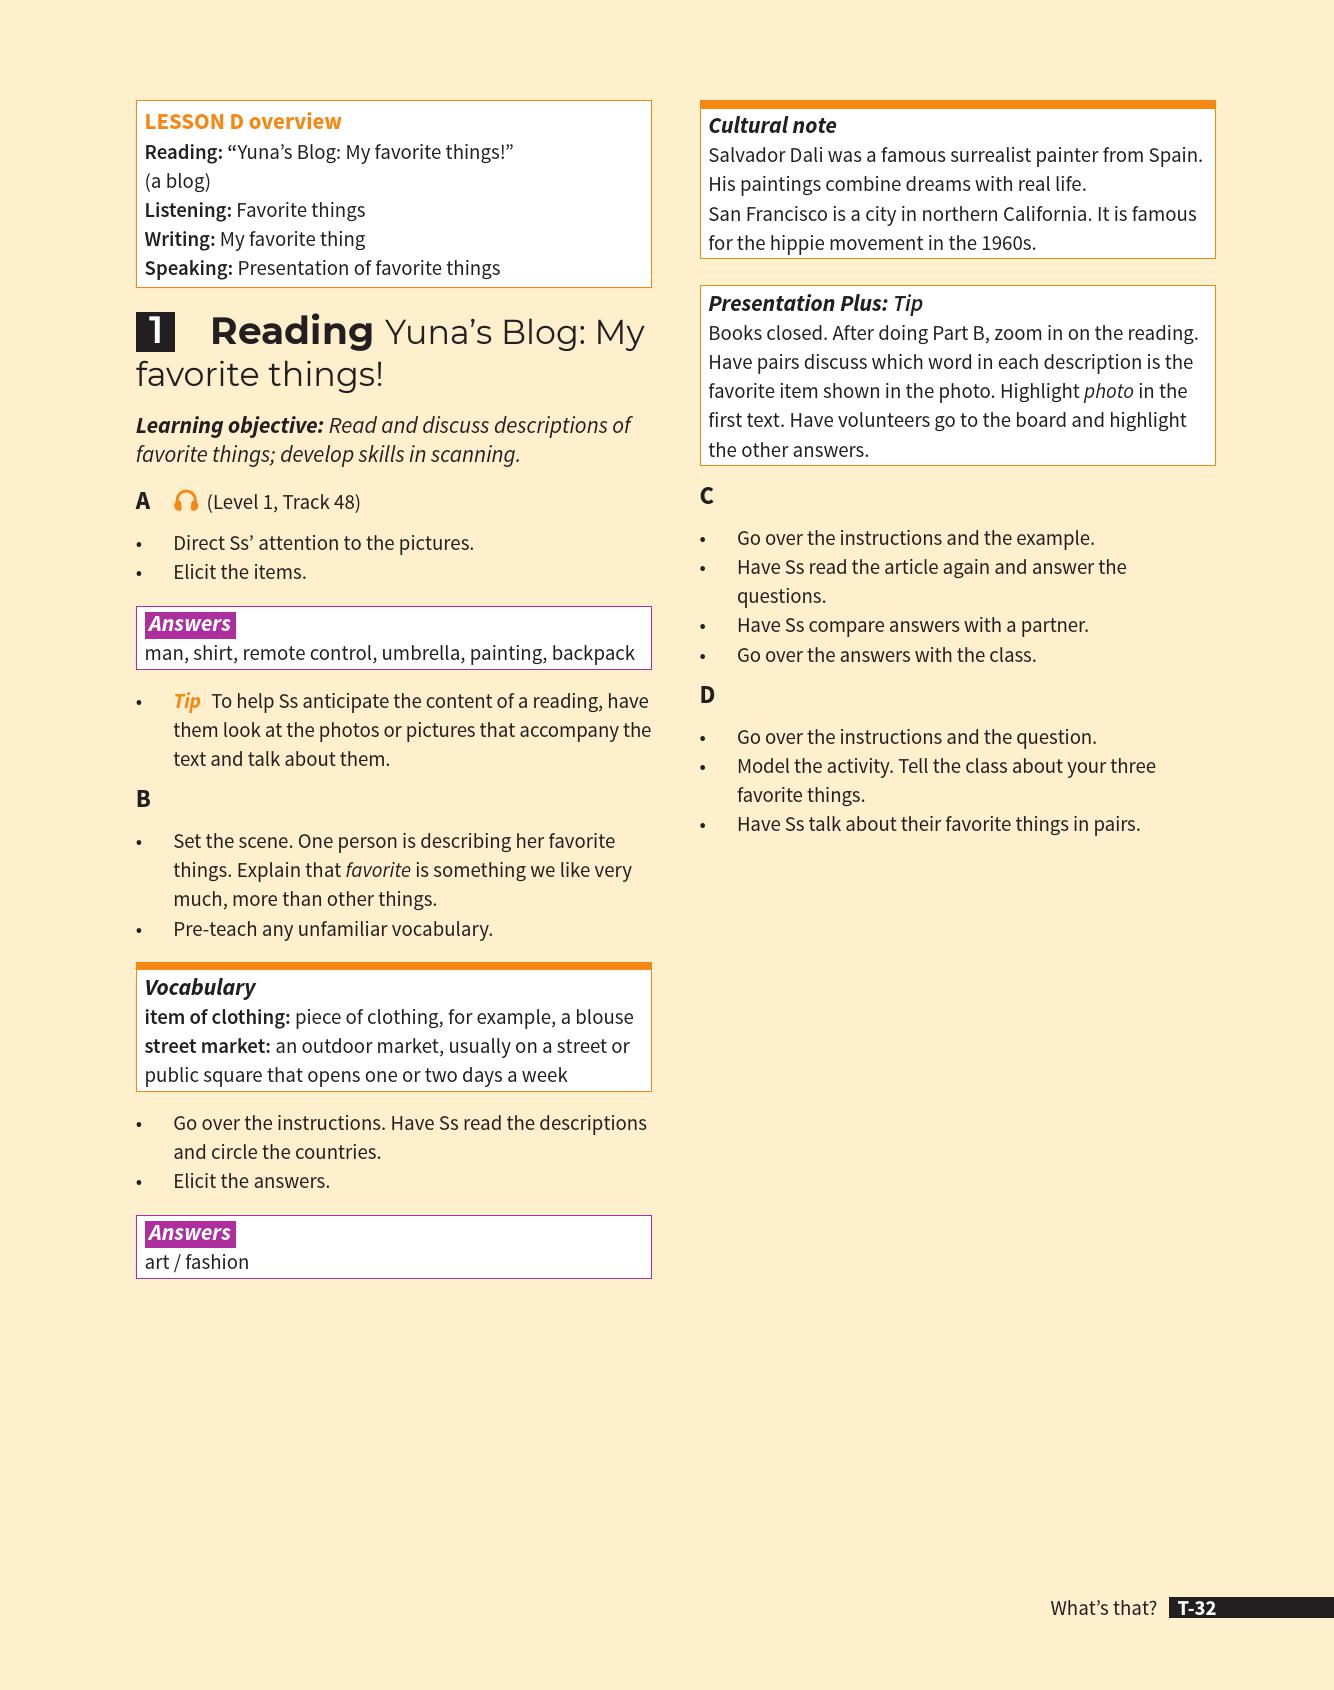 LESSON D overview
Reading: “Yuna’s Blog: My favorite things!”
(a blog)
Listening: Favorite things
Writing: My favorite thing
Speaking: Presentation of favorite things
1 Reading Yuna’s Blog: My
favorite things!
Learning objective: Read and discuss descriptions of
favorite things; develop skills in scanning.
A (Level 1, Track 48)
• Direct Ss’ attention to the pictures.
• Elicit the items.
Answers
man, shirt, remote control, umbrella, painting, backpack
• Tip To help Ss anticipate the content of a reading, have
them look at the photos or pictures that accompany the
text and talk about them.
B
• Set the scene. One person is describing her favorite
things. Explain that favorite is something we like very
much, more than other things.
• Pre-teach any unfamiliar vocabulary.
Vocabulary
item of clothing: piece of clothing, for example, a blouse
street market: an outdoor market, usually on a street or
public square that opens one or two days a week
• Go over the instructions. Have Ss read the descriptions
and circle the countries.
• Elicit the answers.
Answers
art / fashion
Cultural note
Salvador Dali was a famous surrealist painter from Spain.
His paintings combine dreams with real life.
San Francisco is a city in northern California. It is famous
for the hippie movement in the 1960s.
Presentation Plus: Tip
Books closed. After doing Part B, zoom in on the reading.
Have pairs discuss which word in each description is the
favorite item shown in the photo. Highlight photo in the
first text. Have volunteers go to the board and highlight
the other answers.
C
• Go over the instructions and the example.
• Have Ss read the article again and answer the
questions.
• Have Ss compare answers with a partner.
• Go over the answers with the class.
D
• Go over the instructions and the question.
• Model the activity. Tell the class about your three
favorite things.
• Have Ss talk about their favorite things in pairs.
What’s that? T-32